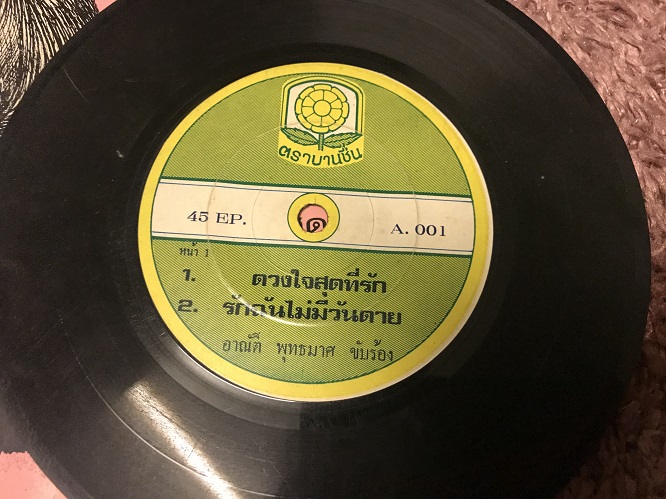 ตราบานชื่น
45 EP.
A. 001
หน้า 1
1. ดวงใจสุดที่รัก
2. รักฉันไม่มีวันตาย
อาณัติ พุทธมาศ ขับร้อง